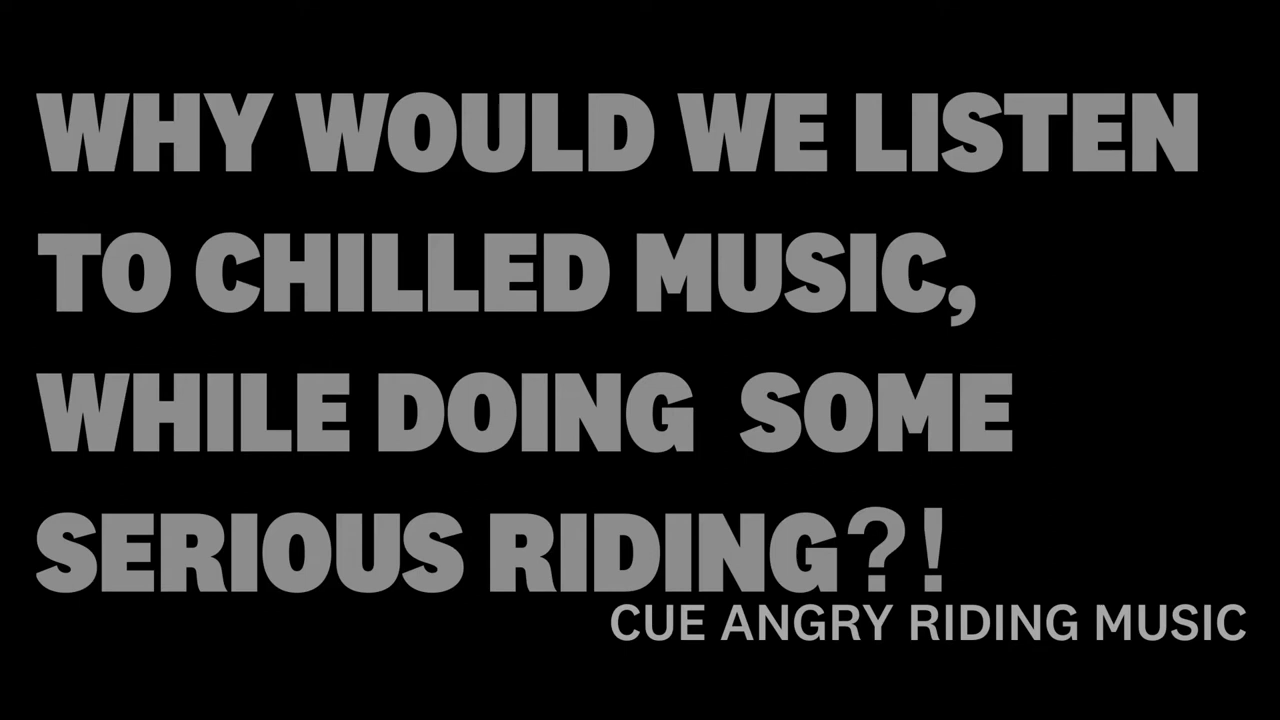 WHY WOULD WE LISTEN
TO CHILLED MUSIC,
WHILE DOING  SOME
SERIOUS RIDING?!
CUE ANGRY RIDING MUSIC